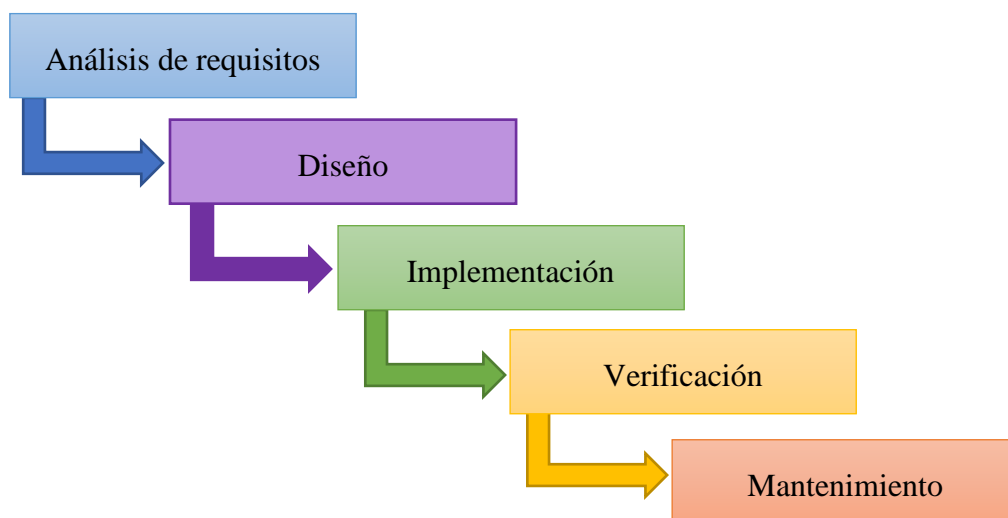 Análisis de requisitos
Diseño
Implementación
Verificación
Mantenimiento